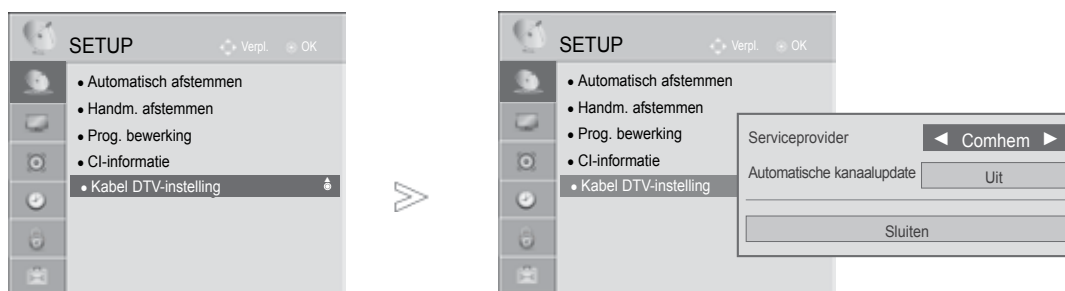 SETUP
Verpl. OK
• Automatisch afstemmen
• Handm. afstemmen
• Prog. bewerking
• CI-informatie
• Kabel DTV-instelling
SETUP
Verpl. OK
• Automatisch afstemmen
• Handm. afstemmen
• Prog. bewerking
• CI-informatie
• Kabel DTV-instelling
Serviceprovider ◄ Comhem ►
Automatische kanaalupdate Uit
Sluiten